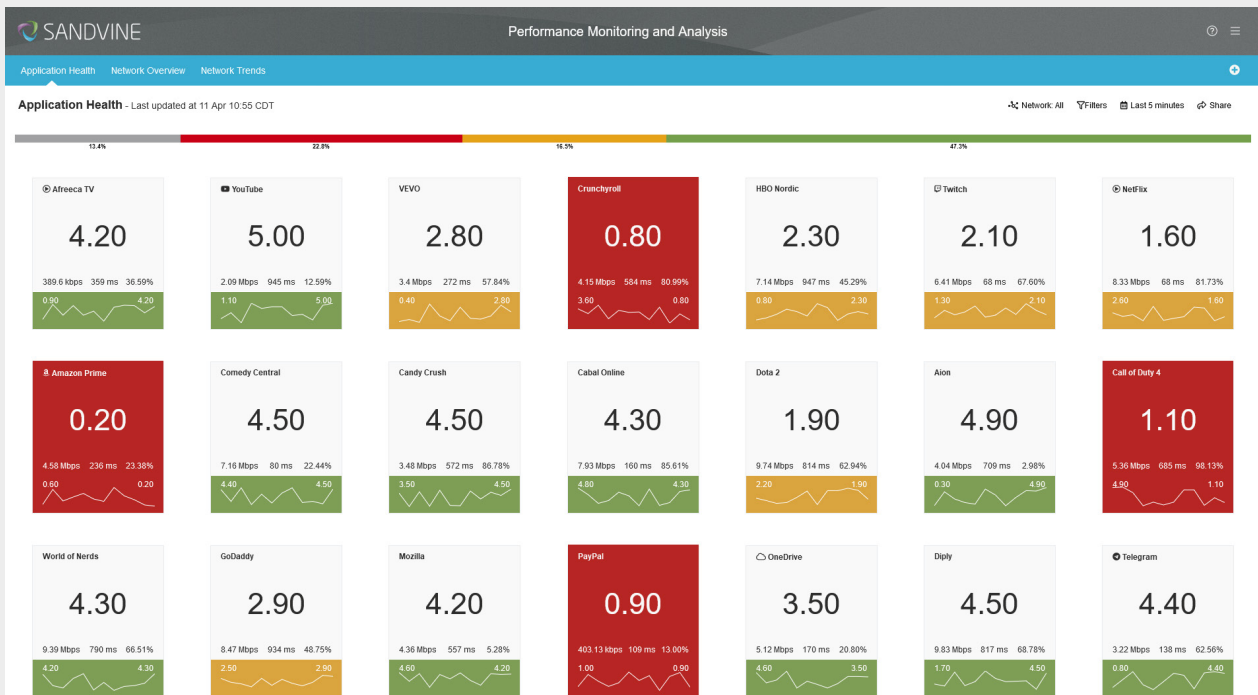 SANDVINE
Performance Monitoring and Analysis
Application Health Network Overview Network Trends
Application Health - Last updated at 11 Apr 10:55 CDT
Network: All Filters Last 5 minutes Share
13.4% 22.8% 16.5% 47.3%
Afreeca TV YouTube VEVO Crunchyroll HBO Nordic Twitch NetFlix
4.20 5.00 2.80 0.80 2.30 2.10 1.60
389.6 kbps 359 ms 36.59% 2.09 Mbps 945 ms 12.59% 3.4 Mbps 272 ms 57.84% 4.15 Mbps 584 ms 80.99% 7.14 Mbps 947 ms 45.29% 6.41 Mbps 68 ms 67.60% 8.33 Mbps 68 ms 81.73%
0.90 4.20 1.10 5.00 0.40 2.80 3.60 0.80 0.80 2.30 1.30 2.10 2.60 1.60
Amazon Prime Comedy Central Candy Crush Cabal Online Dota 2 Aion Call of Duty 4
0.20 4.50 4.50 4.30 1.90 4.90 1.10
4.58 Mbps 236 ms 23.38% 7.16 Mbps 80 ms 22.44% 3.48 Mbps 572 ms 86.78% 7.93 Mbps 160 ms 85.61% 9.74 Mbps 814 ms 62.94% 4.04 Mbps 709 ms 2.98% 5.36 Mbps 685 ms 98.13%
0.60 0.20 4.40 4.50 3.50 4.50 4.80 4.30 2.20 1.90 0.30 4.90 4.90 1.10
World of Nerds GoDaddy Mozilla PayPal OneDrive Diply Telegram
4.30 2.90 4.20 0.90 3.50 4.50 4.40
9.39 Mbps 790 ms 66.51% 8.47 Mbps 934 ms 48.75% 4.36 Mbps 557 ms 5.28% 403.13 kbps 109 ms 13.00% 5.12 Mbps 170 ms 20.80% 9.83 Mbps 817 ms 68.78% 3.22 Mbps 138 ms 62.56%
4.20 4.30 2.50 2.90 4.60 4.20 1.00 0.90 4.60 3.50 1.70 4.50 0.80 4.40